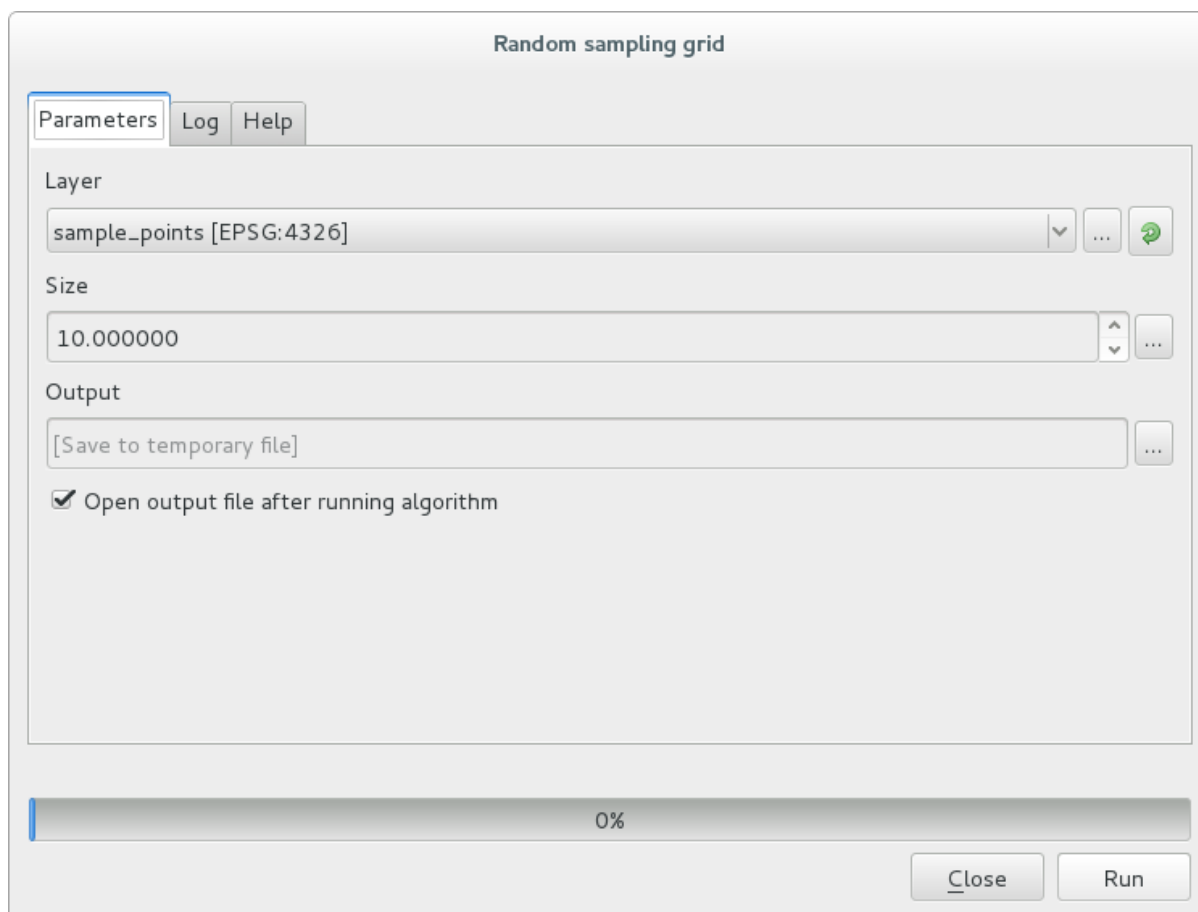 Random sampling grid
Parameters Log Help
Layer
sample_points [EPSG:4326] ...
Size
10.000000 ...
Output
[Save to temporary file] ...
Open output file after running algorithm
0%
Close Run